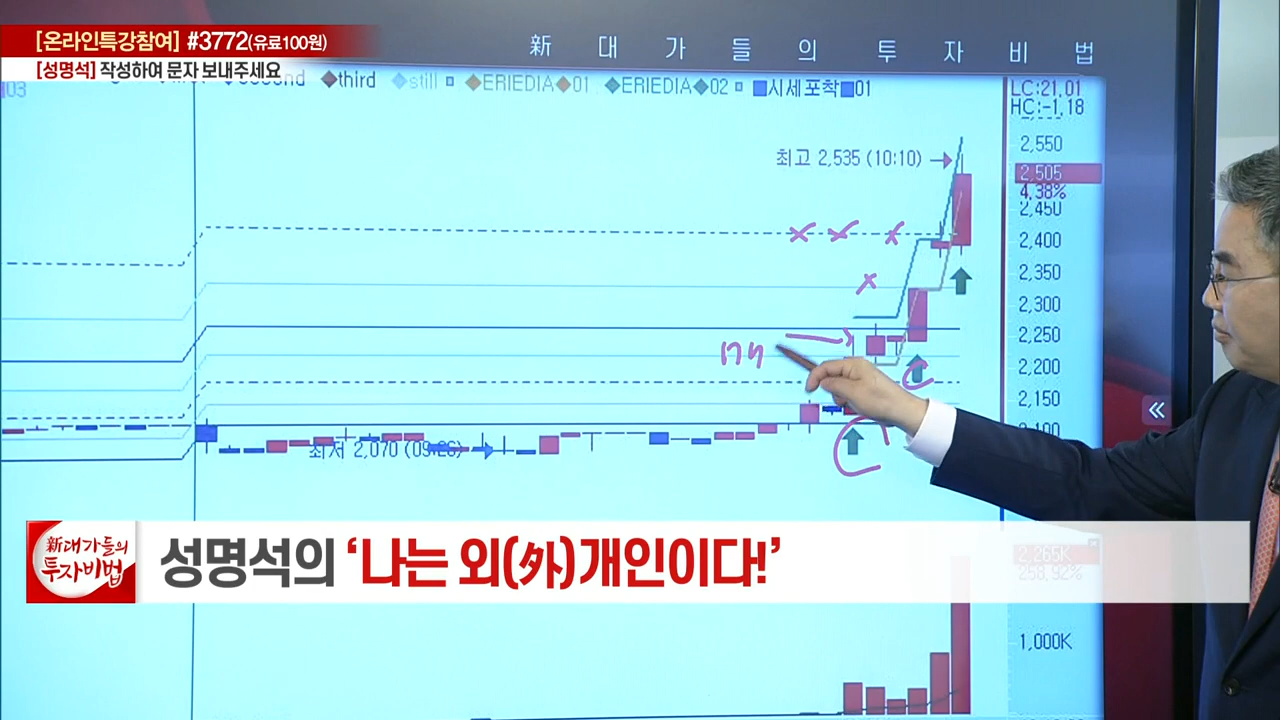 [온라인특강참여] #3772(유료100원)
[성명석] 작성하여 문자 보내주세요
新 대 가 들 의 투 자 비 법
03
third still ERIEDIA 01 ERIEDIA 02 시세포착 01
LC:21,01
HC:-1,18
2,550
최고 2,535 (10:10)
2,505
4,38%
2,450
2,400
2,350
2,300
2,250
2,200
2,150
2,100
최저 2,070 (09:26)
新대가들의
투자비법
성명석의 ‘나는 외(外)개인이다!’
2,265K
258,92%
1,000K